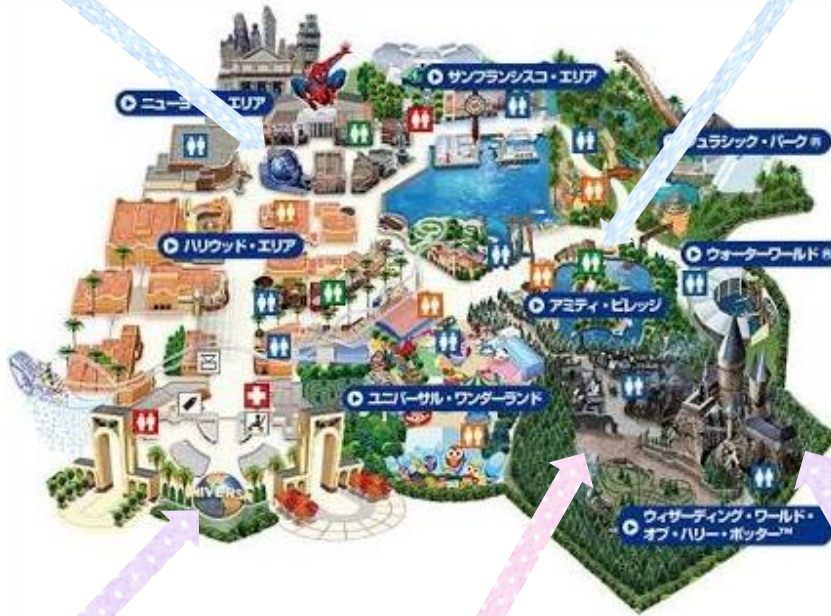 サンフランシスコ・エリア
ニューヨ エリア
ュラシック・パーク®
ハリウッド・エリア
ウォーターワールド®
アミティ・ビレッジ
ユニバーサル・ワンダーランド
UNIVERS
ウィザーディング・ワールド・
オブ・ハリー・ポッター™